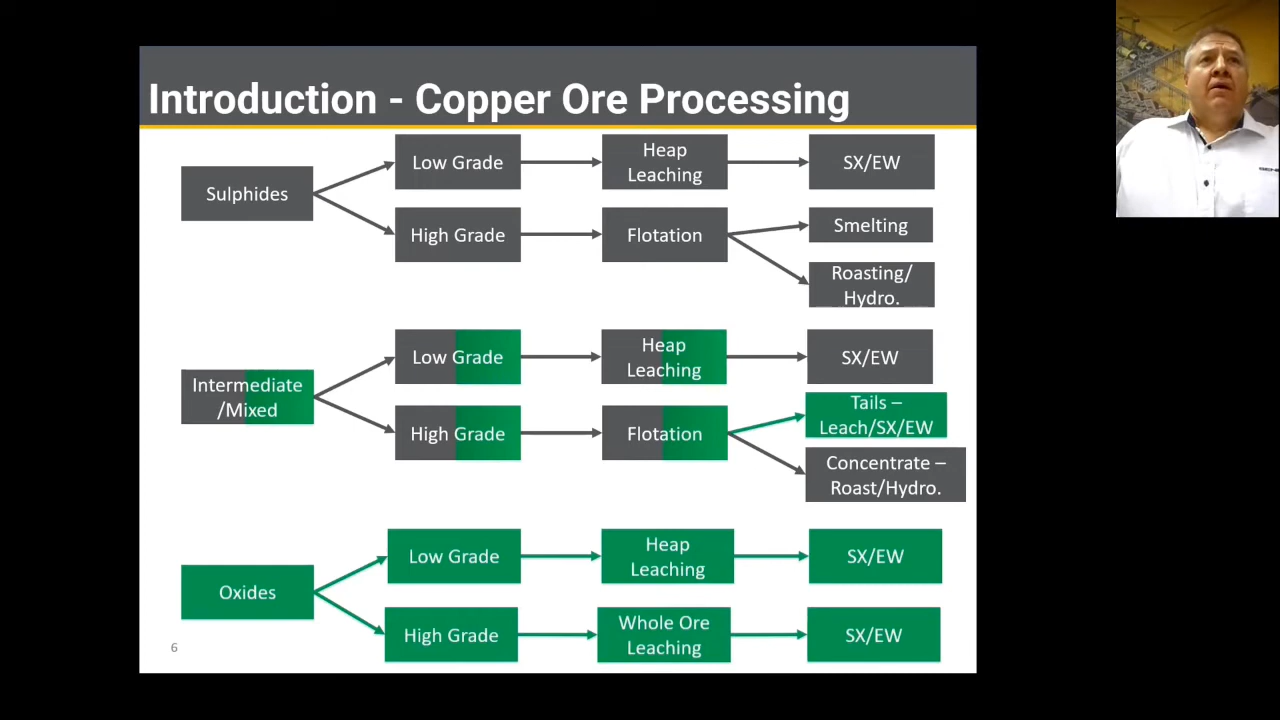 Introduction - Copper Ore Processing
Sulphides
Low Grade
Heap
Leaching
SX/EW
High Grade
Flotation
Smelting
Roasting/
Hydro.
Intermediate
/Mixed
Low Grade
Heap
Leaching
SX/EW
High Grade
Flotation
Tails –
Leach/SX/EW
Concentrate –
Roast/Hydro.
Oxides
Low Grade
Heap
Leaching
SX/EW
High Grade
Whole Ore
Leaching
SX/EW
6